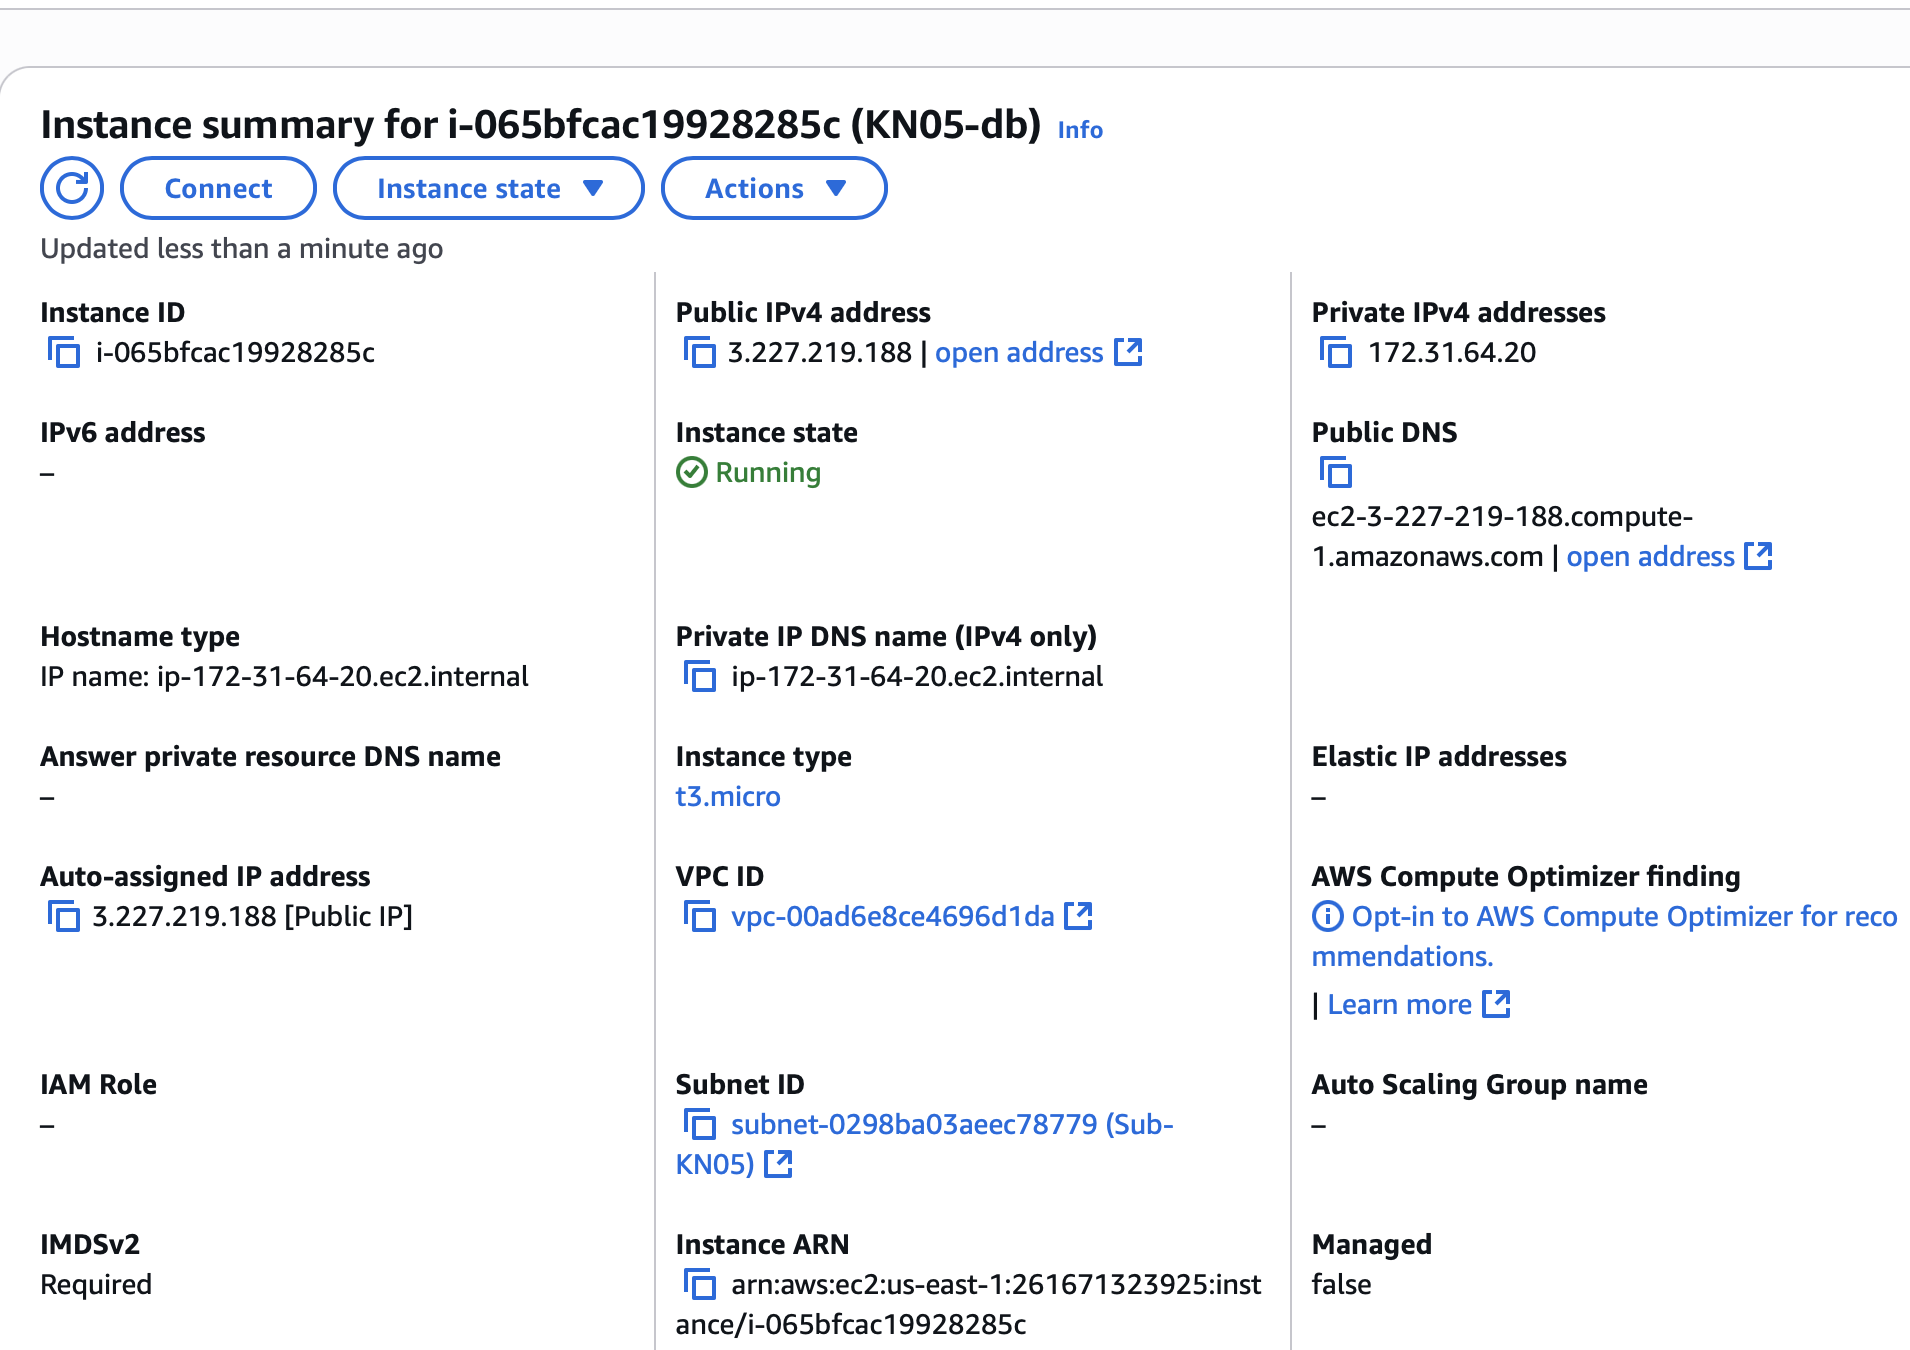 Instance summary for i-065bfcac19928285c (KN05-db) Info
Connect Instance state Actions
Updated less than a minute ago
Instance ID
i-065bfcac19928285c
Public IPv4 address
3.227.219.188 | open address
Private IPv4 addresses
172.31.64.20
IPv6 address
–
Instance state
Running
Public DNS
ec2-3-227-219-188.compute-
1.amazonaws.com | open address
Hostname type
IP name: ip-172-31-64-20.ec2.internal
Private IP DNS name (IPv4 only)
ip-172-31-64-20.ec2.internal
Answer private resource DNS name
–
Instance type
t3.micro
Elastic IP addresses
–
Auto-assigned IP address
3.227.219.188 [Public IP]
VPC ID
vpc-00ad6e8ce4696d1da
AWS Compute Optimizer finding
Opt-in to AWS Compute Optimizer for reco
mmendations.
| Learn more
IAM Role
–
Subnet ID
subnet-0298ba03aeec78779 (Sub-
KN05)
Auto Scaling Group name
–
IMDSv2
Required
Instance ARN
arn:aws:ec2:us-east-1:261671323925:inst
ance/i-065bfcac19928285c
Managed
false